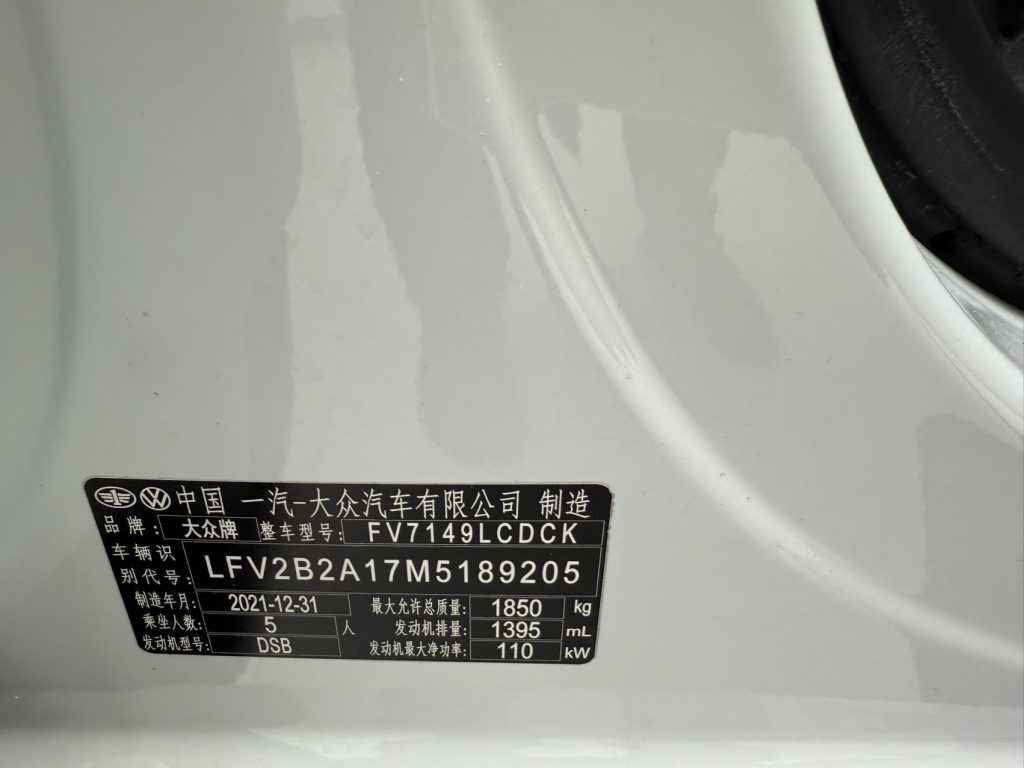 中国 一汽-大众汽车有限公司 制造
品牌: 大众牌 整车型号: FV7149LCDCK
车辆识别代号: LFV2B2A17M5189205
制造年月: 2021-12-31 最大允许总质量: 1850 kg
乘坐人数: 5 人 发动机排量: 1395 mL
发动机型号: DSB 发动机最大净功率: 110 kW